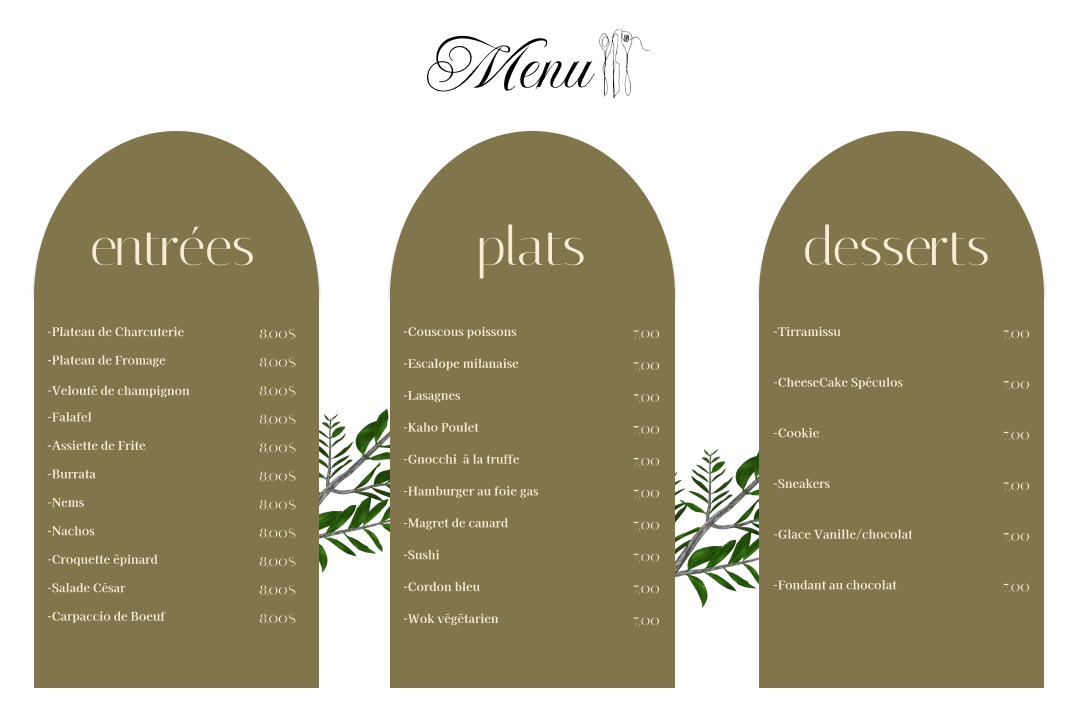 Menu
entrées
-Plateau de Charcuterie 8,00$
-Plateau de Fromage 8,00$
-Velouté de champignon 8,00$
-Falafel 8,00$
-Assiette de Frite 8,00$
-Burrata 8,00$
-Nems 8,00$
-Nachos 8,00$
-Croquette épinard 8,00$
-Salade César 8,00$
-Carpaccio de Boeuf 8,00$
plats
-Couscous poissons 7,00
-Escalope milanaise 7,00
-Lasagnes 7,00
-Kaho Poulet 7,00
-Gnocchi à la truffe 7,00
-Hamburger au foie gas 7,00
-Magret de canard 7,00
-Sushi 7,00
-Cordon bleu 7,00
-Wok végétarien 7,00
desserts
-Tirramissu 7,00
-CheeseCake Spéculos 7,00
-Cookie 7,00
-Sneakers 7,00
-Glace Vanille/chocolat 7,00
-Fondant au chocolat 7,00